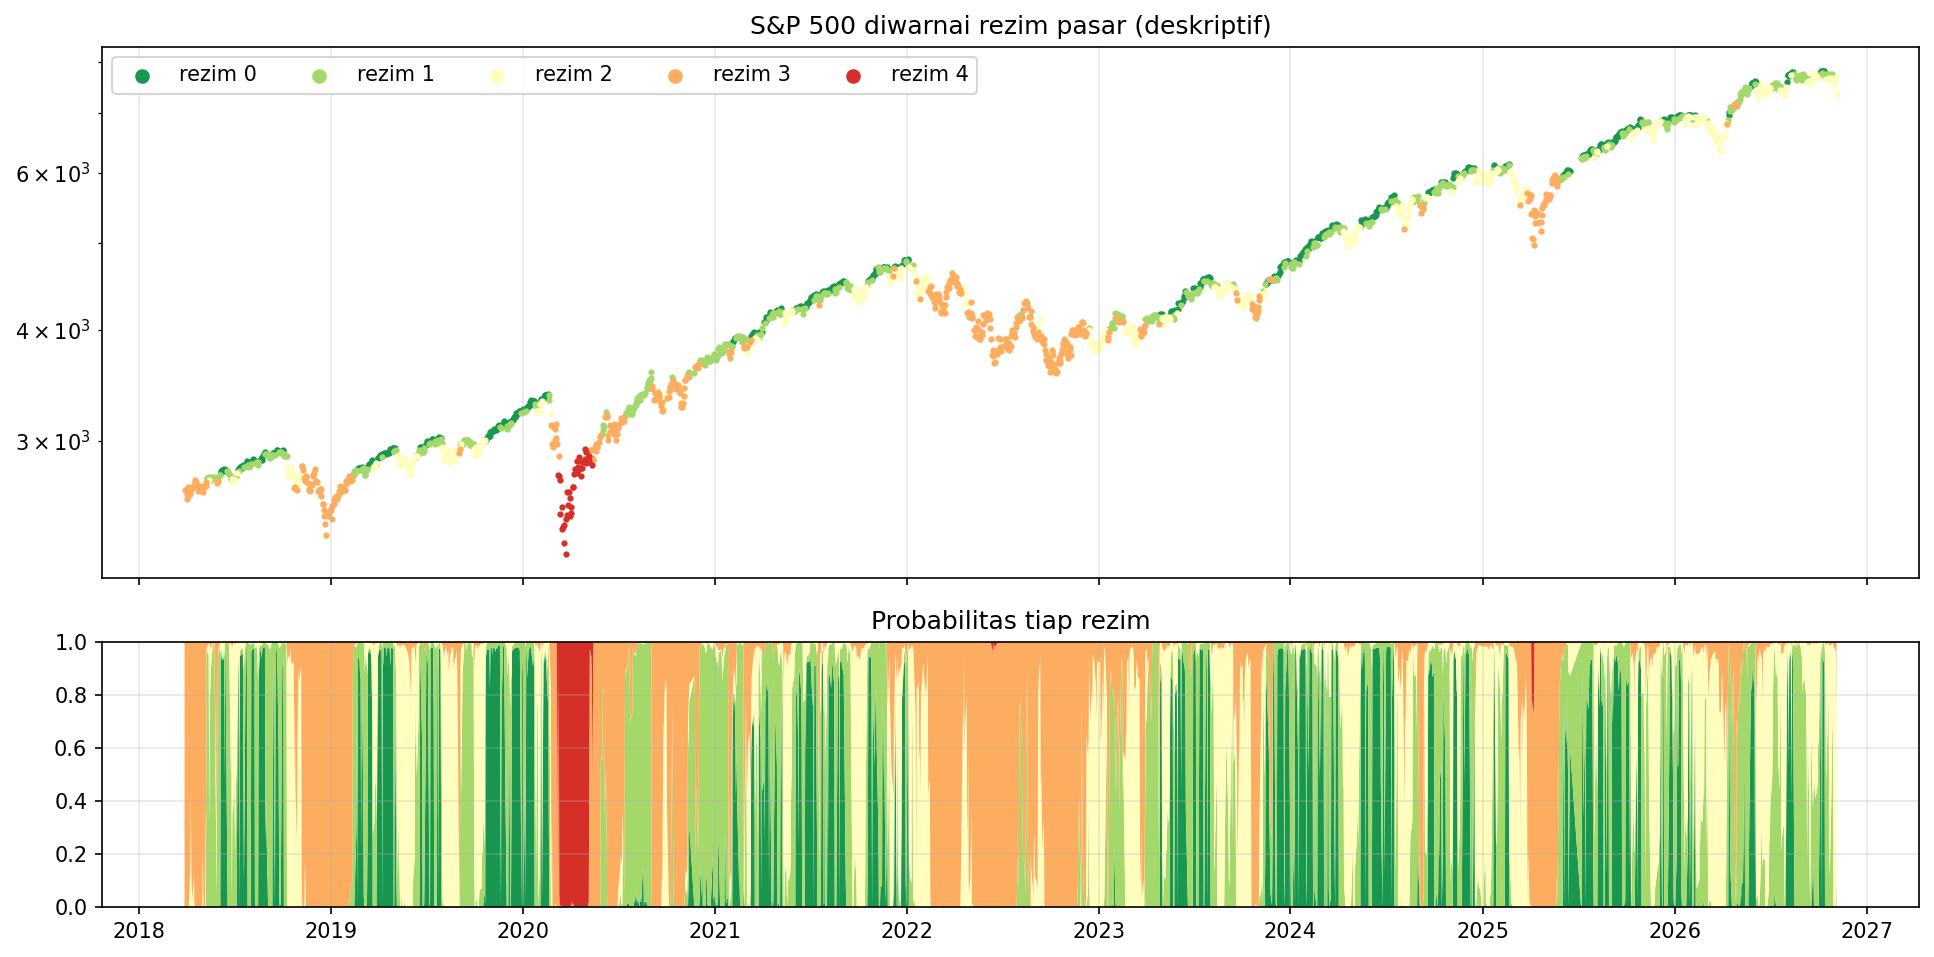 S&P 500 diwarnai rezim pasar (deskriptif)
rezim 0 rezim 1 rezim 2 rezim 3 rezim 4
6 × 10³
4 × 10³
3 × 10³
Probabilitas tiap rezim
1.0
0.8
0.6
0.4
0.2
0.0
2018 2019 2020 2021 2022 2023 2024 2025 2026 2027